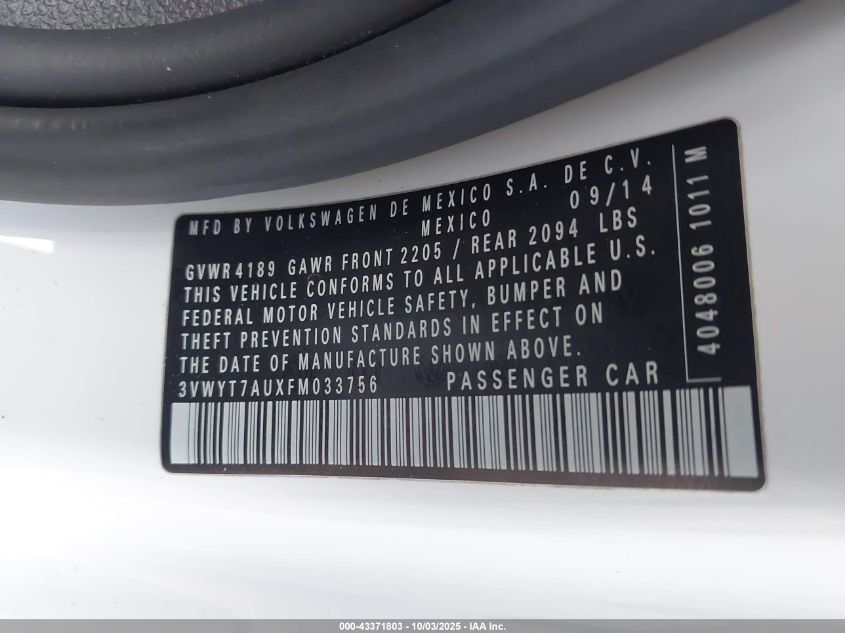 MFD BY VOLKSWAGEN DE MEXICO S.A. DE C.V.
MEXICO 09/14
GVWR 4189 GAWR FRONT 2205 / REAR 2094 LBS
THIS VEHICLE CONFORMS TO ALL APPLICABLE U.S.
FEDERAL MOTOR VEHICLE SAFETY, BUMPER AND
THEFT PREVENTION STANDARDS IN EFFECT ON
THE DATE OF MANUFACTURE SHOWN ABOVE.
3VWYT7AUXFM033756 PASSENGER CAR
4048006 1011 M
000-43371803 - 10/03/2025 - IAA Inc.